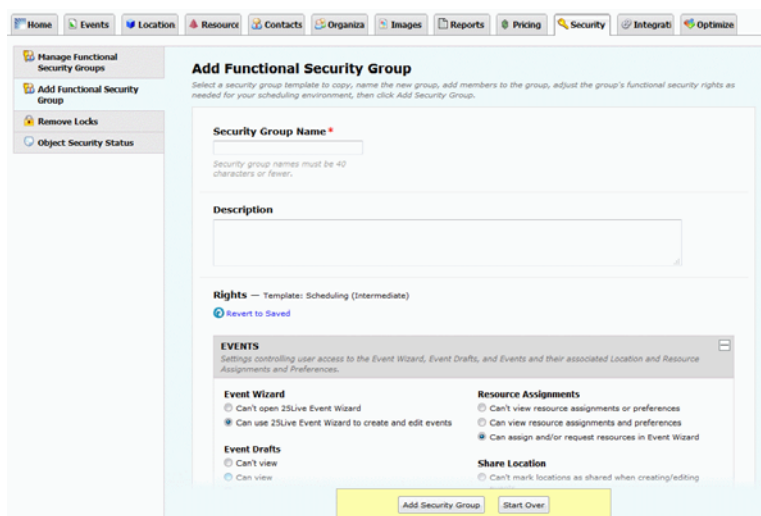 Home Events Location Resource Contacts Organiza Images Reports Pricing Security Integrati Optimize
Manage Functional
Security Groups
Add Functional Security
Group
Remove Locks
Object Security Status
Add Functional Security Group
Select a security group template to copy, name the new group, add members to the group, adjust the group's functional security rights as
needed for your scheduling environment, then click Add Security Group.
Security Group Name *
Security group names must be 40
characters or fewer.
Description
Rights — Template: Scheduling (Intermediate)
Revert to Saved
EVENTS
Settings controlling user access to the Event Wizard, Event Drafts, and Events and their associated Location and Resource
Assignments and Preferences.
Event Wizard
Can't open 25Live Event Wizard
Can use 25Live Event Wizard to create and edit events
Event Drafts
Can't view
Can view
Resource Assignments
Can't view resource assignments or preferences
Can view resource assignments and preferences
Can assign and/or request resources in Event Wizard
Share Location
Can't mark locations as shared when creating/editing
Add Security Group Start Over